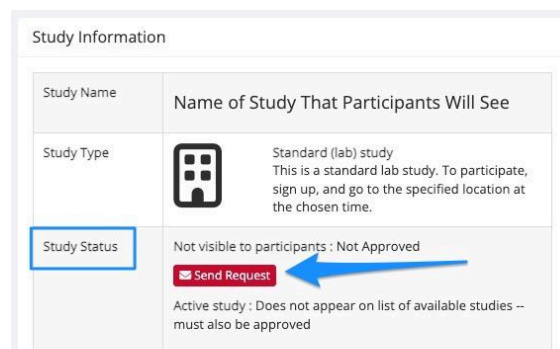 Study Information
Study Name
Name of Study That Participants Will See
Study Type
Standard (lab) study
This is a standard lab study. To participate,
sign up, and go to the specified location at
the chosen time.
Study Status
Not visible to participants : Not Approved
Send Request
Active study : Does not appear on list of available studies --
must also be approved